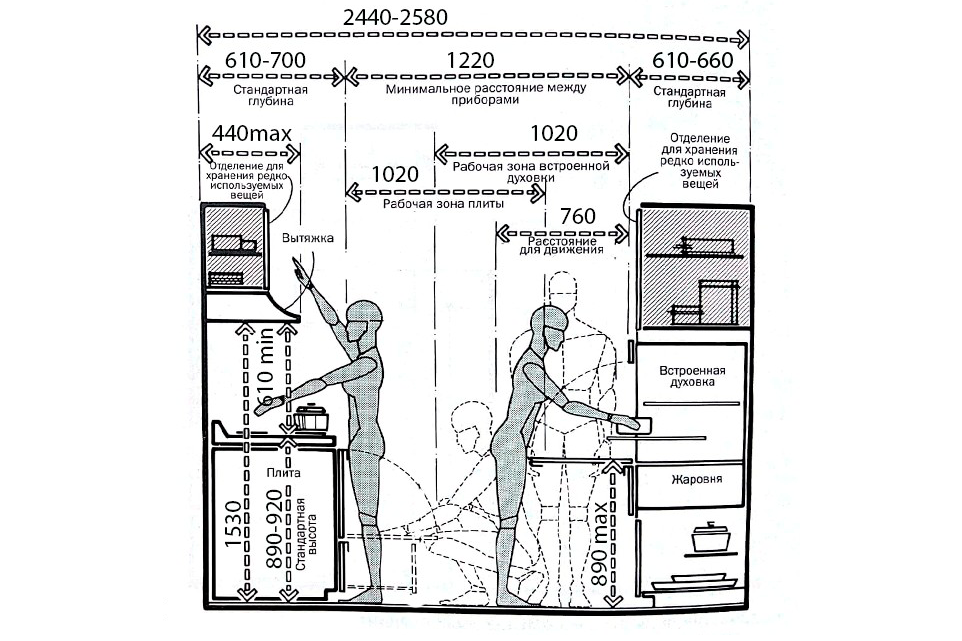 2440-2580
610-700
1220
610-660
Стандартная
глубина
Минимальное расстояние между
приборами
Стандартная
глубина
440max
1020
Отделение
для хранения
редко исполь-
зуемых
вещей
Отделение для
хранения редко
используемых
вещей
Рабочая зона встроенной
духовки
1020
Рабочая зона плиты
760
Расстояние
для движения
Вытяжка
610 min
Встроенная
духовка
Плита
Жаровня
1530
890-920
Стандартная
высота
890 max